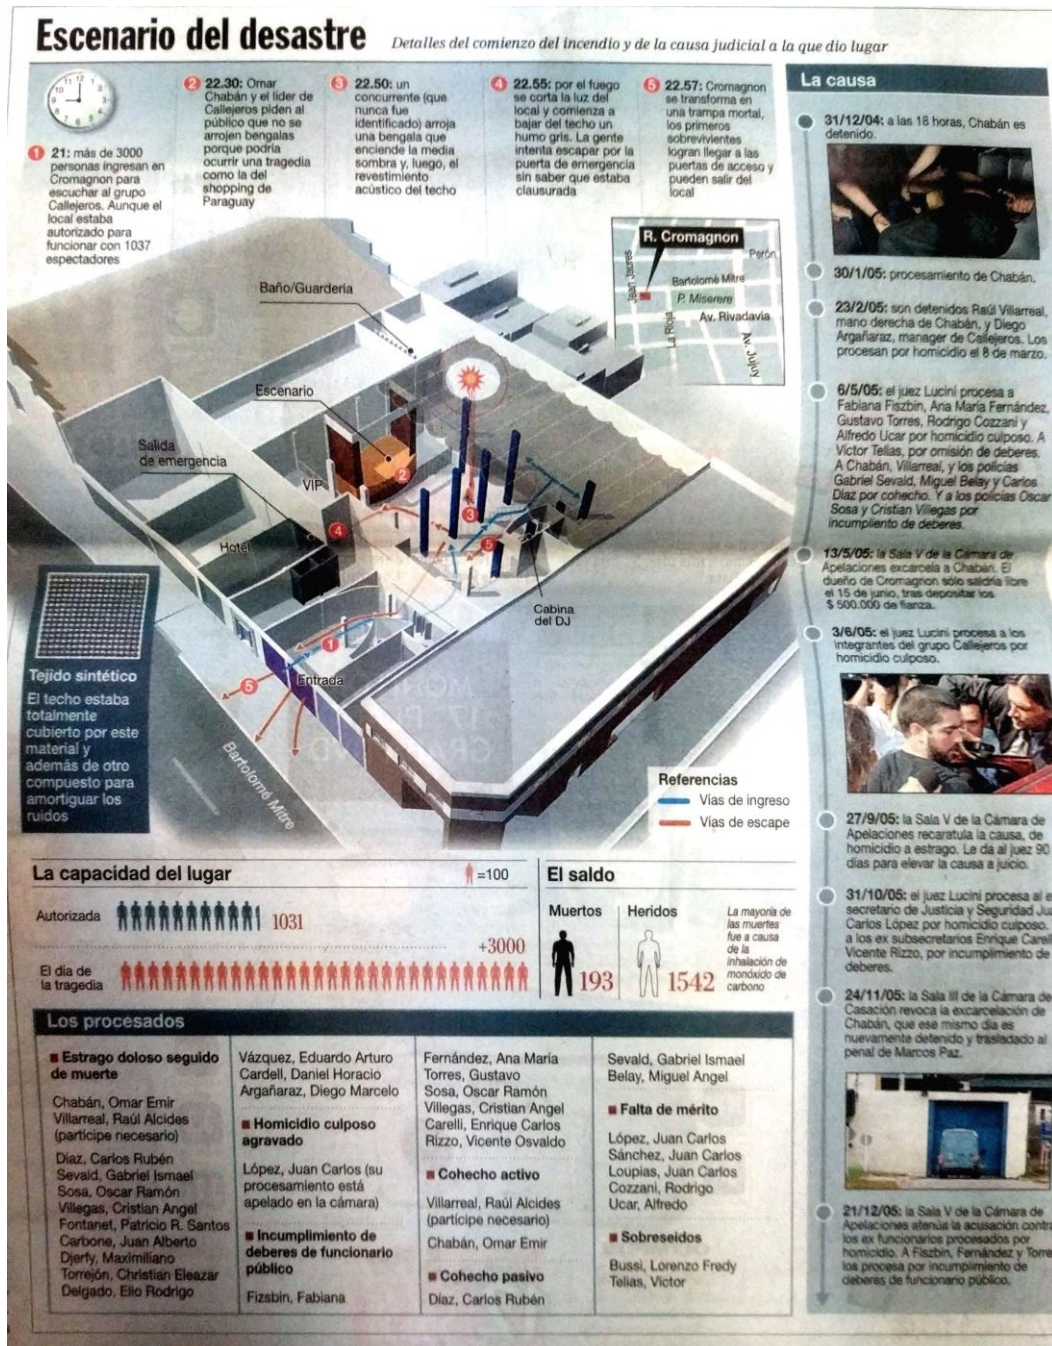 Escenario del desastre
Detalles del comienzo del incendio y de la causa judicial a la que dio lugar
1 21: más de 3000
personas ingresan en
Cromagnon para
escuchar al grupo
Callejeros. Aunque el
local estaba
autorizado para
funcionar con 1037
espectadores
2 22.30: Omar
Chabán y el líder de
Callejeros piden al
público que no se
arrojen bengalas
porque podría
ocurrir una tragedia
como la del
shopping de
Paraguay
3 22.50: un
concurrente (que
nunca fue
identificado) arroja
una bengala que
enciende la media
sombra y, luego, el
revestimiento
acústico del techo
4 22.55: por el fuego
se corta la luz del
local y comienza a
bajar del techo un
humo gris. La gente
intenta escapar por la
puerta de emergencia
sin saber que estaba
clausurada
5 22.57: Cromagnon
se transforma en
una trampa mortal,
los primeros
sobrevivientes
logran llegar a las
puertas de acceso y
pueden salir del
local
R. Cromagnon
Perón
Jean Jaures
Bartolomé Mitre
P. Miserere
Av. Rivadavia
La Rioja
Av. Jujuy
Baño/Guardería
Escenario
Salida
de emergencia
VIP
2
3
4
5
Hotel
Cabina
del DJ
1
Entrada
5
Bartolomé Mitre
Tejido sintético
El techo estaba
totalmente
cubierto por este
material y
además de otro
compuesto para
amortiguar los
ruidos
Referencias
Vías de ingreso
Vías de escape
La capacidad del lugar
=100
Autorizada
1031
+3000
El día de
la tragedia
El saldo
Muertos
193
Heridos
1542
La mayoría de
las muertes
fue a causa
de la
inhalación de
monóxido de
carbono
Los procesados
Estrago doloso seguido
de muerte
Chabán, Omar Emir
Villarreal, Raúl Alcides
(partícipe necesario)
Díaz, Carlos Rubén
Sevald, Gabriel Ismael
Sosa, Oscar Ramón
Villegas, Cristian Angel
Fontanet, Patricio R. Santos
Carbone, Juan Alberto
Djerfy, Maximiliano
Torrejón, Christian Eleazar
Delgado, Elio Rodrigo
Vázquez, Eduardo Arturo
Cardell, Daniel Horacio
Argañaraz, Diego Marcelo
Homicidio culposo
agravado
López, Juan Carlos (su
procesamiento está
apelado en la cámara)
Incumplimiento de
deberes de funcionario
público
Fizsbin, Fabiana
Fernández, Ana María
Torres, Gustavo
Sosa, Oscar Ramón
Villegas, Cristian Angel
Carelli, Enrique Carlos
Rizzo, Vicente Osvaldo
Cohecho activo
Villarreal, Raúl Alcides
(partícipe necesario)
Chabán, Omar Emir
Cohecho pasivo
Díaz, Carlos Rubén
Sevald, Gabriel Ismael
Belay, Miguel Angel
Falta de mérito
López, Juan Carlos
Sánchez, Juan Carlos
Loupias, Juan Carlos
Cozzani, Rodrigo
Ucar, Alfredo
Sobreseidos
Bussi, Lorenzo Fredy
Telias, Víctor
La causa
31/12/04: a las 18 horas, Chabán es
detenido.
30/1/05: procesamiento de Chabán.
23/2/05: son detenidos Raúl Villarreal,
mano derecha de Chabán, y Diego
Argañaraz, manager de Callejeros. Los
procesan por homicidio el 8 de marzo.
6/5/05: el juez Lucini procesa a
Fabiana Fiszbin, Ana María Fernández,
Gustavo Torres, Rodrigo Cozzani y
Alfredo Ucar por homicidio culposo. A
Víctor Tellas, por omisión de deberes.
A Chabán, Villarreal, y los policías
Gabriel Sevald, Miguel Belay y Carlos
Díaz por cohecho. Y a los policías Oscar
Sosa y Cristian Villegas por
incumpliento de deberes.
13/5/05: la Sala V de la Cámara de
Apelaciones excarcela a Chabán. El
dueño de Cromagnon sólo saldría libre
el 15 de junio, tras depositar los
$ 500.000 de fianza.
3/6/05: el juez Lucini procesa a los
integrantes del grupo Callejeros por
homicidio culposo.
27/9/05: la Sala V de la Cámara de
Apelaciones recaratula la causa, de
homicidio a estrago. Le da al juez 90
días para elevar la causa a juicio.
31/10/05: el juez Lucini procesa al e
secretario de Justicia y Seguridad Jua
Carlos López por homicidio culposo.
a los ex subsecretarios Enrique Carell
Vicente Rizzo, por incumplimiento de
deberes.
24/11/05: la Sala III de la Cámara de
Casación revoca la excarcelación de
Chabán, que ese mismo día es
nuevamente detenido y trasladado al
penal de Marcos Paz.
21/12/05: la Sala V de la Cámara de
Apelaciones atenúa la acusación contra
los ex funcionarios procesados por
homicidio. A Fiszbin, Fernández y Torre
los procesa por incumplimiento de
deberes de funcionario público.